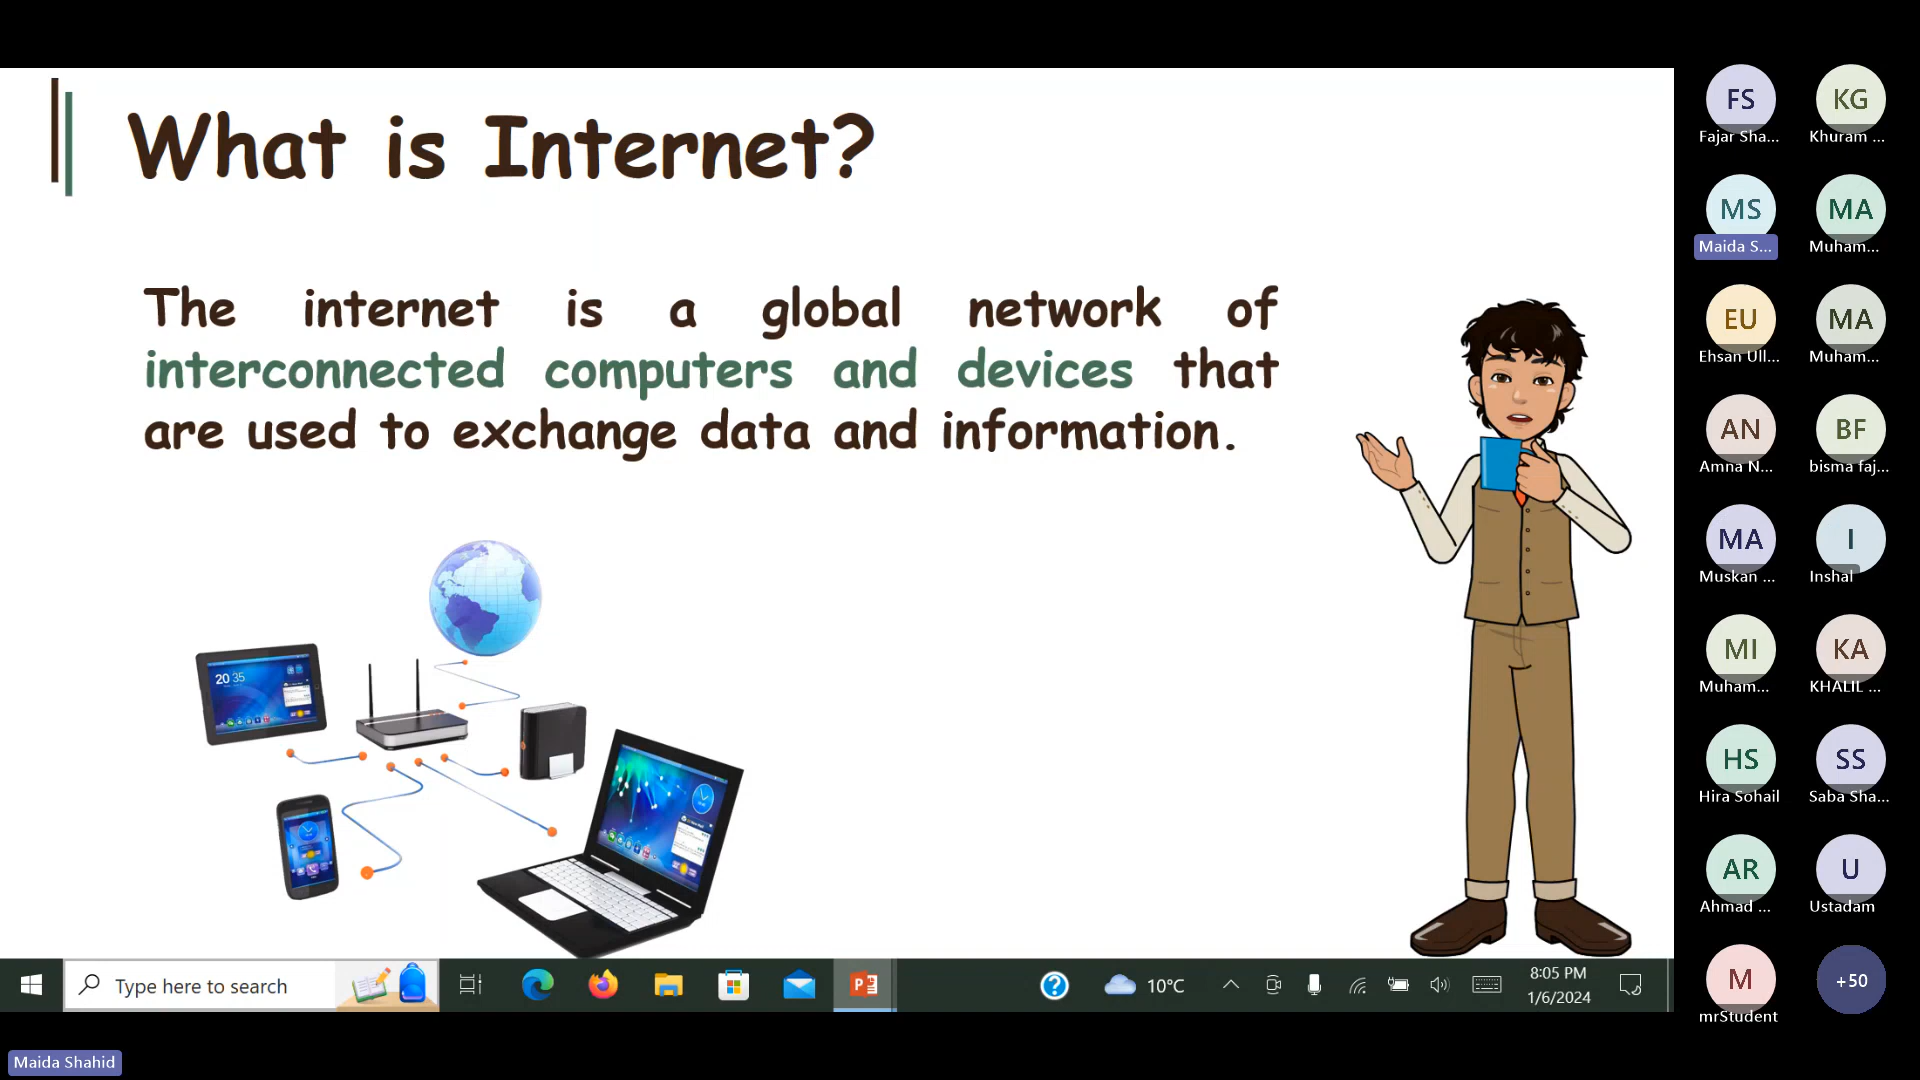 What is Internet?
The internet is a global network of
interconnected computers and devices that
are used to exchange data and information.
20 35
Type here to search
10°C
8:05 PM
1/6/2024
FS
Fajar Sha...
KG
Khuram ...
MS
Maida S...
MA
Muham...
EU
Ehsan Ull...
MA
Muham...
AN
Amna N...
BF
bisma faj...
MA
Muskan ...
I
Inshal
MI
Muham...
KA
KHALIL ...
HS
Hira Sohail
SS
Saba Sha...
AR
Ahmad ...
U
Ustadam
M
mrStudent
+50
Maida Shahid